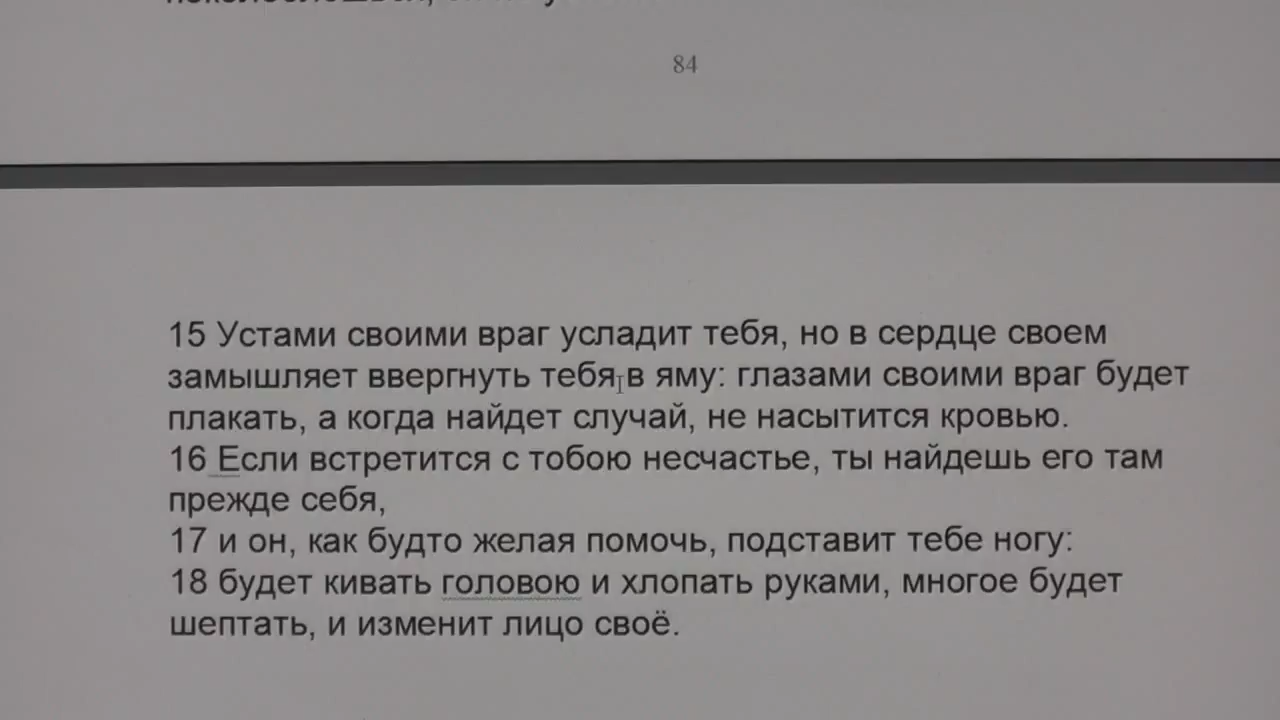 84
15 Устами своими враг усладит тебя, но в сердце своем
замышляет ввергнуть тебя в яму: глазами своими враг будет
плакать, а когда найдет случай, не насытится кровью.
16 Если встретится с тобою несчастье, ты найдешь его там
прежде себя,
17 и он, как будто желая помочь, подставит тебе ногу:
18 будет кивать головою и хлопать руками, многое будет
шептать, и изменит лицо своё.